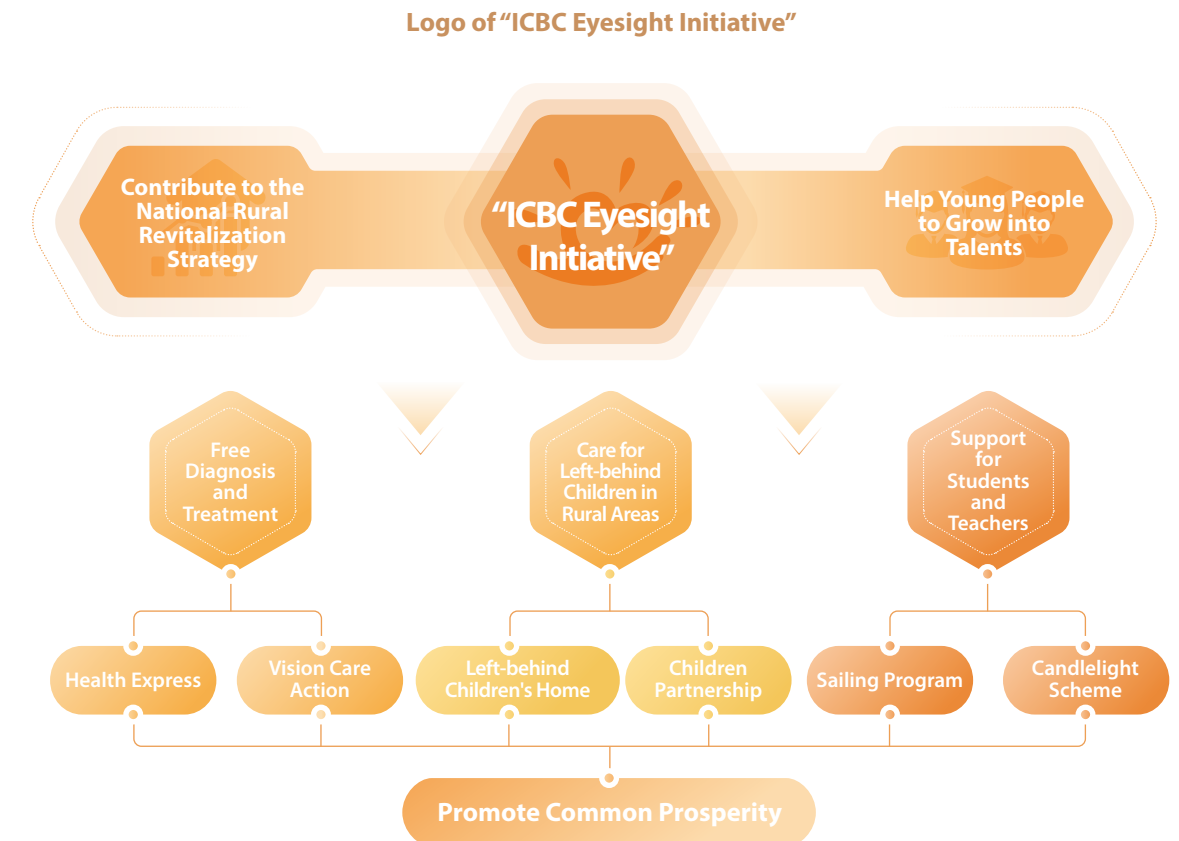 Logo of “ICBC Eyesight Initiative”
Contribute to the
National Rural
Revitalization
Strategy
“ICBC Eyesight
Initiative”
Help Young People
to Grow into
Talents
Free
Diagnosis
and
Treatment
Care for
Left-behind
Children in
Rural Areas
Support
for
Students
and
Teachers
Health Express
Vision Care
Action
Left-behind
Children's Home
Children
Partnership
Sailing Program
Candlelight
Scheme
Promote Common Prosperity